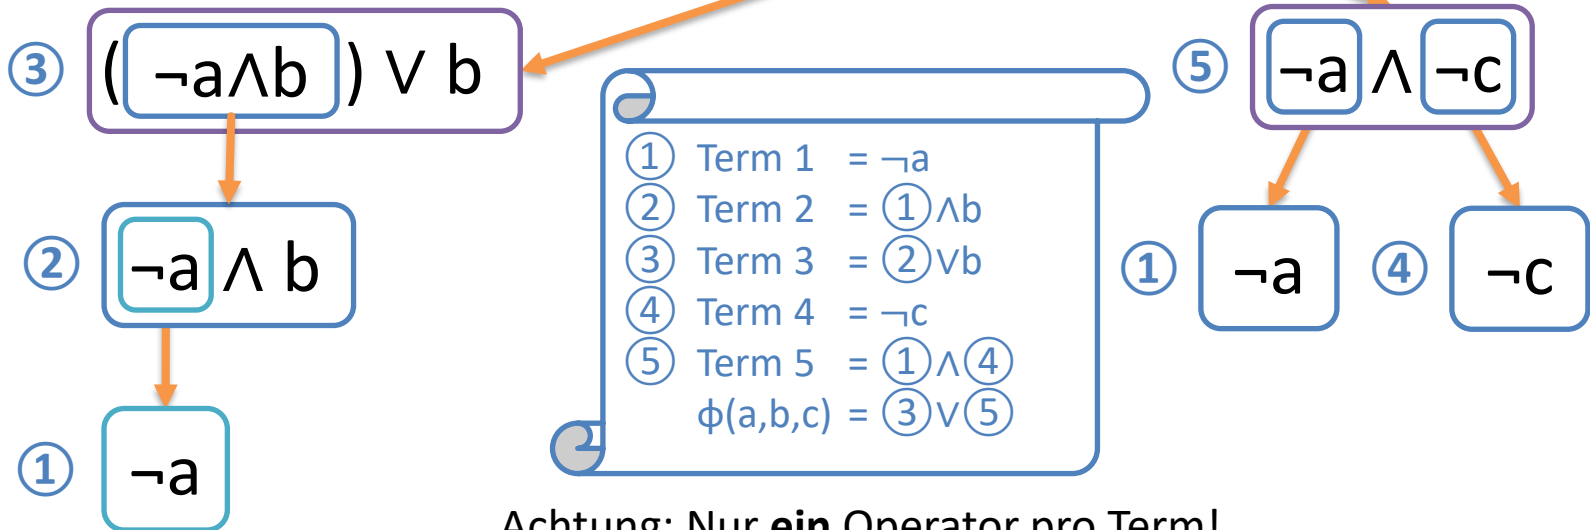 ③ (¬a∧b) ∨ b
② ¬a ∧ b
① ¬a
① Term 1 = ¬a
② Term 2 = ①∧b
③ Term 3 = ②∨b
④ Term 4 = ¬c
⑤ Term 5 = ①∧④
ϕ(a,b,c) = ③∨⑤
⑤ ¬a ∧ ¬c
① ¬a
④ ¬c
Achtung: Nur ein Operator pro Term!